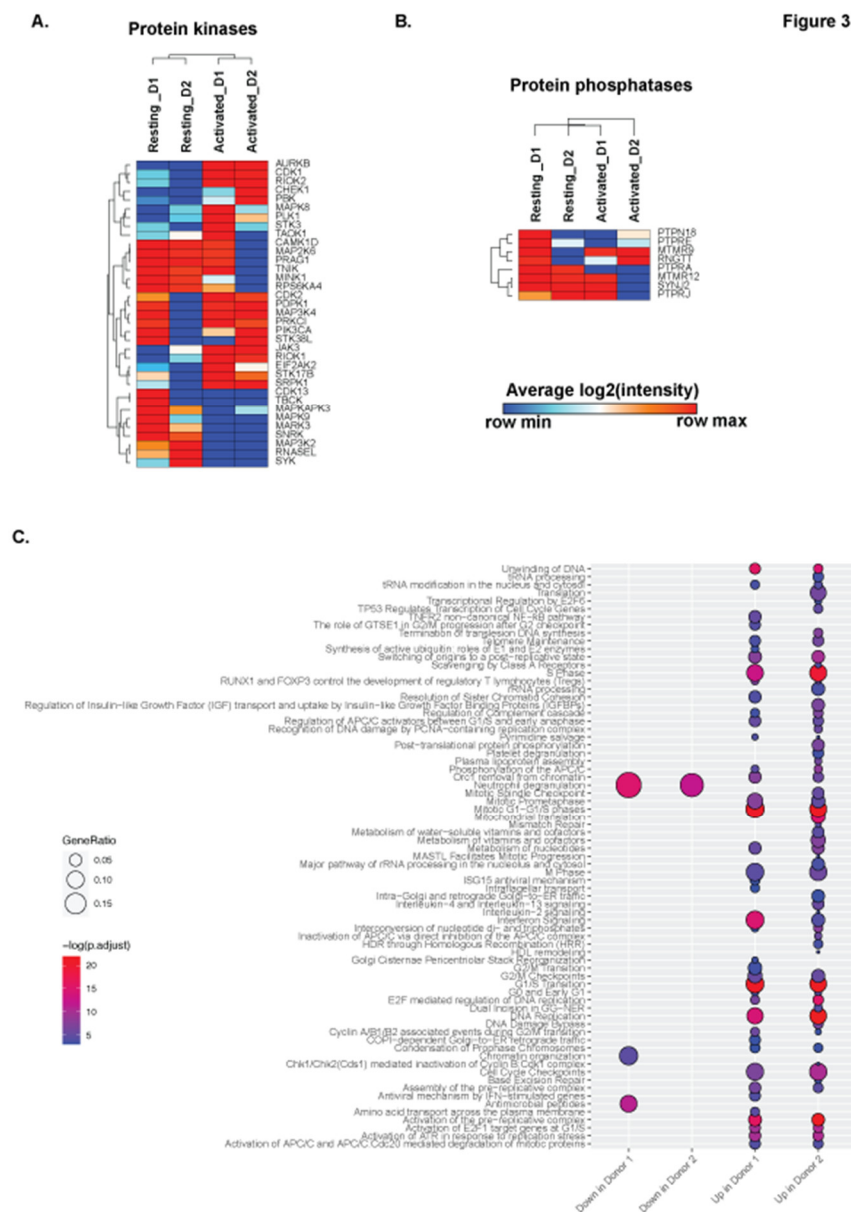 A.
B.
Figure 3
Protein kinases
Resting_D1
Resting_D2
Activated_D1
Activated_D2
AURKB
CDK1
RIOK2
CHEK1
PBK
MAPK8
PLK1
STK3
TAOK1
CAMK1D
MAP2K6
PRAG1
TNIK
MINK1
RPS6KA4
CDK2
PDPK1
MAP3K4
PRKCI
PIK3CA
STK38L
JAK3
RIOK1
EIF2AK2
STK17B
SRPK1
CDK13
TBCK
MAPKAPK3
MAPK9
MARK3
SNRK
MAP3K2
RNASEL
SYK
Protein phosphatases
Resting_D1
Resting_D2
Activated_D1
Activated_D2
PTPN18
PTPRE
MTMR9
RNGTT
PTPRA
MTMR12
SYNJ2
PTPRJ
Average log2(intensity)
row min
row max
C.
Unwinding of DNA
tRNA processing
tRNA modification in the nucleus and cytosol
Translation
Transcriptional Regulation by E2F6
TP53 Regulates Transcription of Cell Cycle Genes
TNFR2 non-canonical NF-kB pathway
The role of GTSE1 in G2/M progression after G2 checkpoint
Termination of translesion DNA synthesis
Telomere Maintenance
Synthesis of active ubiquitin: roles of E1 and E2 enzymes
Switching of origins to a post-replicative state
Scavenging by Class A Receptors
S Phase
RUNX1 and FOXP3 control the development of regulatory T lymphocytes (Tregs)
rRNA processing
Resolution of Sister Chromatid Cohesion
Regulation of Insulin-like Growth Factor (IGF) transport and uptake by Insulin-like Growth Factor Binding Proteins (IGFBPs)
Regulation of Complement cascade
Regulation of APC/C activators between G1/S and early anaphase
Recognition of DNA damage by PCNA-containing replication complex
Pyrimidine salvage
Post-translational protein phosphorylation
Platelet degranulation
Plasma lipoprotein assembly
Phosphorylation of the APC/C
Orc1 removal from chromatin
Neutrophil degranulation
Mitotic Spindle Checkpoint
Mitotic Prometaphase
Mitotic G1-G1/S phases
Mitochondrial translation
Mismatch Repair
Metabolism of water-soluble vitamins and cofactors
Metabolism of vitamins and cofactors
Metabolism of nucleotides
MASTL Facilitates Mitotic Progression
Major pathway of rRNA processing in the nucleolus and cytosol
M Phase
ISG15 antiviral mechanism
Intraflagellar transport
Intra-Golgi and retrograde Golgi-to-ER traffic
Interleukin-4 and Interleukin-13 signaling
Interleukin-2 signaling
Interferon Signaling
Interconversion of nucleotide di- and triphosphates
Inactivation of APC/C via direct inhibition of the APC/C complex
HDR through Homologous Recombination (HRR)
HDL remodeling
Golgi Cisternae Pericentriolar Stack Reorganization
G2/M Transition
G2/M Checkpoints
G1/S Transition
G0 and Early G1
E2F mediated regulation of DNA replication
Dual Incision in GG-NER
DNA Replication
DNA Damage Bypass
Cyclin A/B1/B2 associated events during G2/M transition
COPI-dependent Golgi-to-ER retrograde traffic
Condensation of Prophase Chromosomes
Chromatin organization
Chk1/Chk2(Cds1) mediated inactivation of Cyclin B:Cdk1 complex
Cell Cycle Checkpoints
Base Excision Repair
Assembly of the pre-replicative complex
Antiviral mechanism by IFN-stimulated genes
Antimicrobial peptides
Amino acid transport across the plasma membrane
Activation of the pre-replicative complex
Activation of E2F1 target genes at G1/S
Activation of ATR in response to replication stress
Activation of APC/C and APC/C:Cdc20 mediated degradation of mitotic proteins
GeneRatio
0.05
0.10
0.15
-log(p.adjust)
20
15
10
5
Down in Donor 1
Down in Donor 2
Up in Donor 1
Up in Donor 2